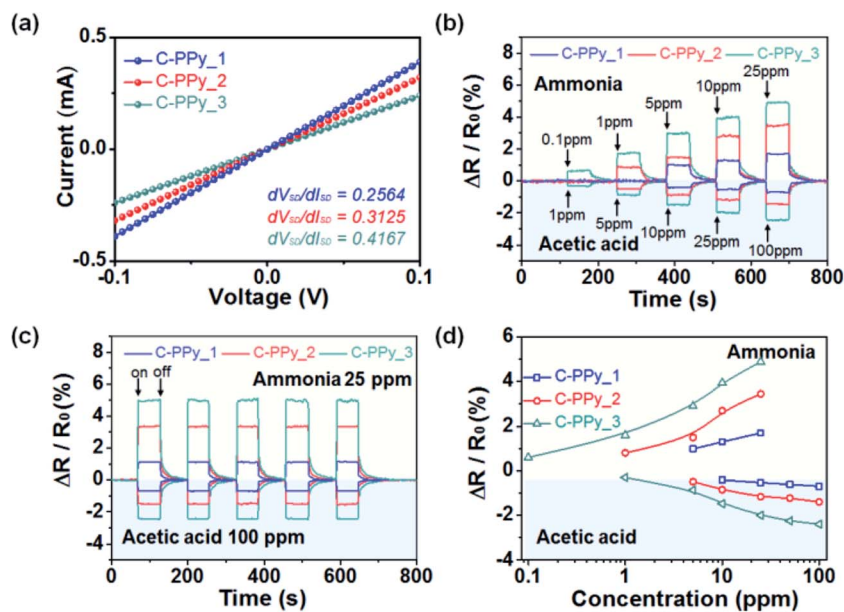 (a)
Current (mA)
0.5
0.0
-0.5
C-PPy_1
C-PPy_2
C-PPy_3
dV_SD/dI_SD = 0.2564
dV_SD/dI_SD = 0.3125
dV_SD/dI_SD = 0.4167
-0.1 0.0 0.1
Voltage (V)
(b)
ΔR / R₀ (%)
8
6
4
2
0
-2
-4
C-PPy_1 C-PPy_2 C-PPy_3
Ammonia
0.1ppm
1ppm
5ppm
10ppm
25ppm
1ppm
5ppm
10ppm
25ppm
100ppm
Acetic acid
0 200 400 600 800
Time (s)
(c)
ΔR / R₀ (%)
8
6
4
2
0
-2
-4
C-PPy_1 C-PPy_2 C-PPy_3
on off
Ammonia 25 ppm
Acetic acid 100 ppm
0 200 400 600 800
Time (s)
(d)
ΔR / R₀ (%)
6
4
2
0
-2
-4
Ammonia
C-PPy_1
C-PPy_2
C-PPy_3
Acetic acid
0.1 1 10 100
Concentration (ppm)